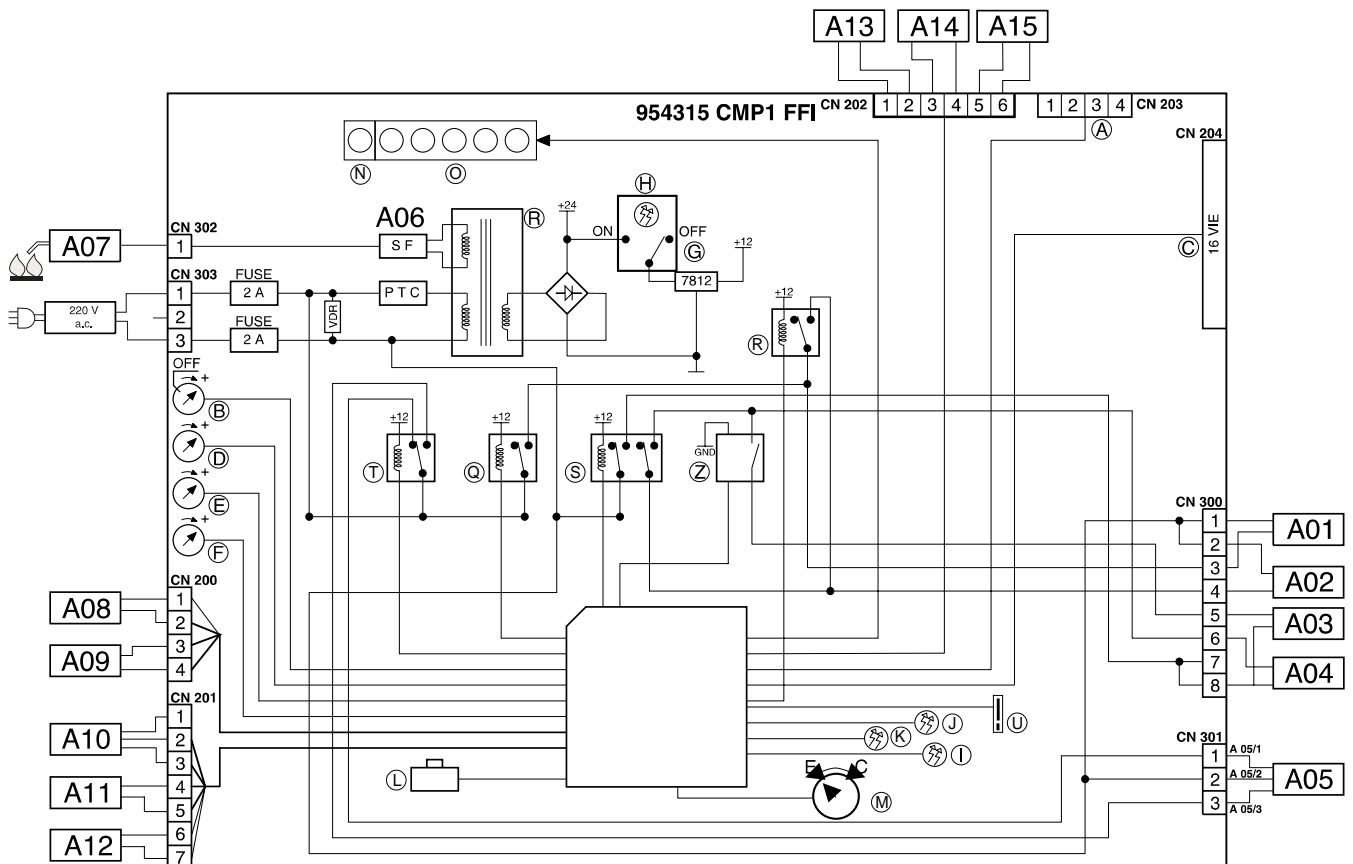 A13 A14 A15
954315 CMP1 FFI CN 202 1 2 3 4 5 6 1 2 3 4 CN 203
A
CN 204
N O
H
A07
CN 302
1
A06
S F
R
+24
ON OFF
G
+12
7812
C
16 VIE
CN 303
1
2
3
220 V
a.c.
FUSE
2 A
FUSE
2 A
VDR
P T C
+12
R
OFF
+
B
+
D
+
E
+
F
+12
T
+12
Q
+12
S
GND
Z
CN 300
1
2
3
4
5
6
7
8
A01
A02
A03
A04
CN 200
1
2
3
4
A08
A09
CN 201
1
2
3
4
5
6
7
A10
A11
A12
L
U
J
K
I
E C
M
CN 301
1 A 05/1
2 A 05/2
3 A 05/3
A05